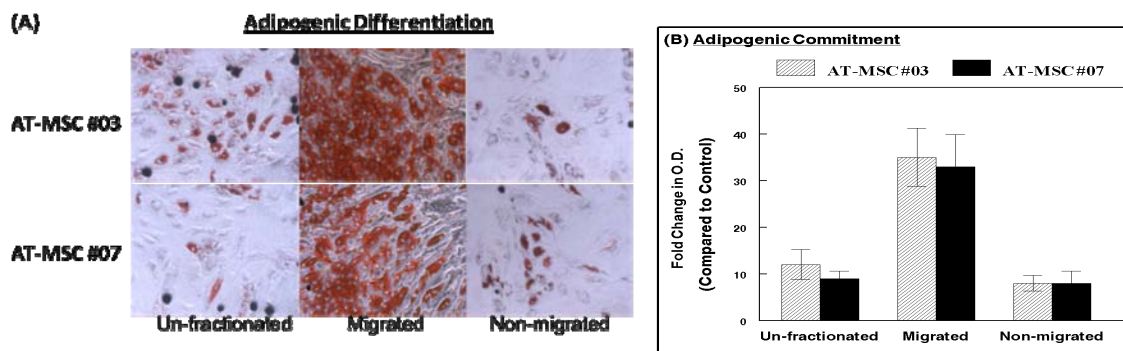 (A)
Adipogenic Differentiation
AT-MSC #03
AT-MSC #07
Un-fractionated Migrated Non-migrated
(B) Adipogenic Commitment
AT-MSC#03 AT-MSC#07
Fold Change in O.D.
(Compared to Control)
50
40
30
20
10
0
Un-fractionated Migrated Non-migrated